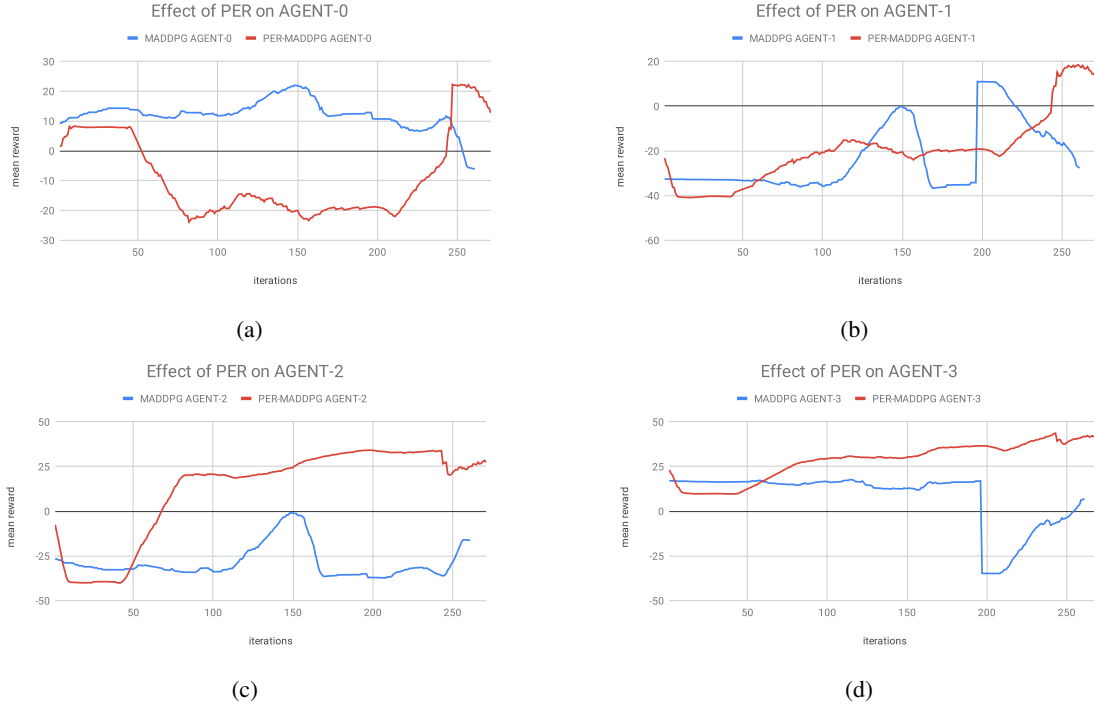 Effect of PER on AGENT-0
MADDPG AGENT-0 PER-MADDPG AGENT-0
mean reward
30
20
10
0
-10
-20
-30
50 100 150 200 250
iterations
(a)
Effect of PER on AGENT-1
MADDPG AGENT-1 PER-MADDPG AGENT-1
mean reward
20
0
-20
-40
-60
50 100 150 200 250
iterations
(b)
Effect of PER on AGENT-2
MADDPG AGENT-2 PER-MADDPG AGENT-2
mean reward
50
25
0
-25
-50
50 100 150 200 250
iterations
(c)
Effect of PER on AGENT-3
MADDPG AGENT-3 PER-MADDPG AGENT-3
mean reward
50
25
0
-25
-50
50 100 150 200 250
iterations
(d)